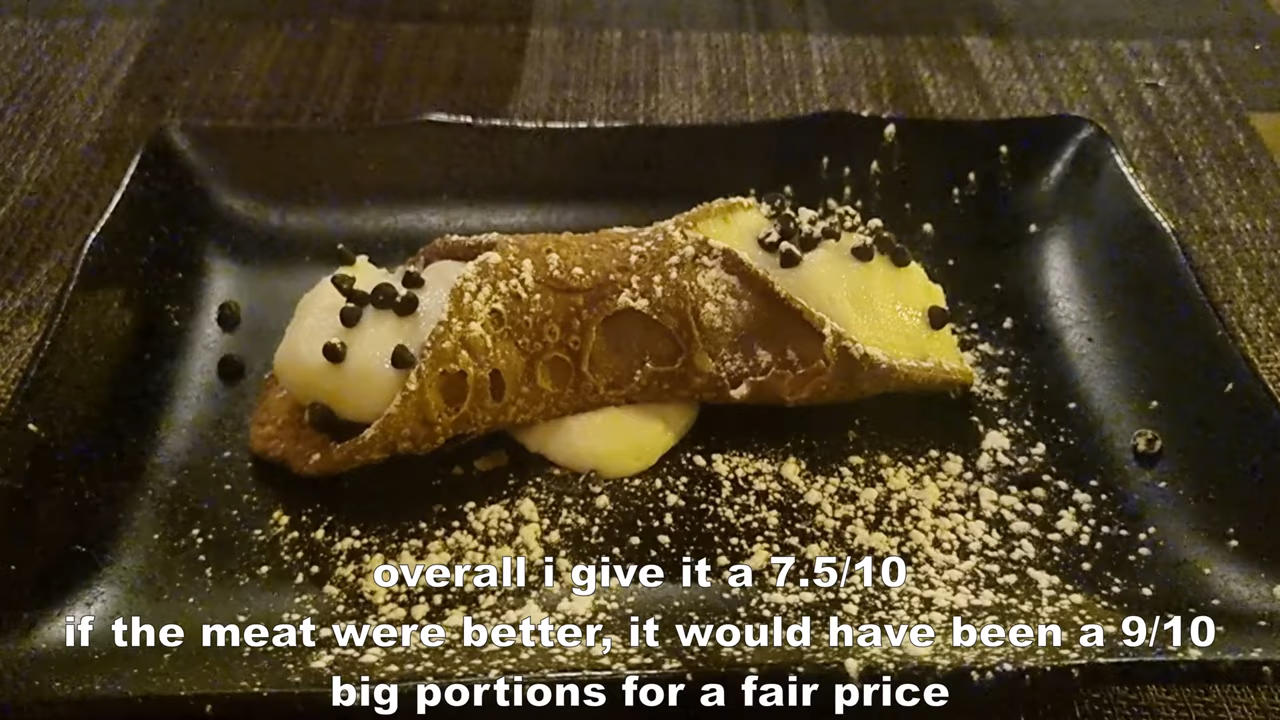 overall i give it a 7.5/10
if the meat were better, it would have been a 9/10
big portions for a fair price